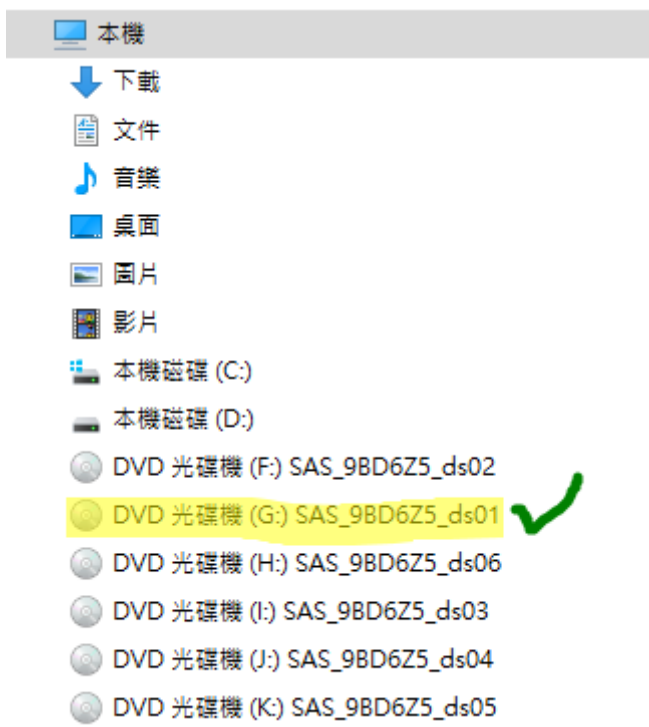 本機
下載
文件
音樂
桌面
圖片
影片
本機磁碟 (C:)
本機磁碟 (D:)
DVD 光碟機 (F:) SAS_9BD6Z5_ds02
DVD 光碟機 (G:) SAS_9BD6Z5_ds01
DVD 光碟機 (H:) SAS_9BD6Z5_ds06
DVD 光碟機 (I:) SAS_9BD6Z5_ds03
DVD 光碟機 (J:) SAS_9BD6Z5_ds04
DVD 光碟機 (K:) SAS_9BD6Z5_ds05